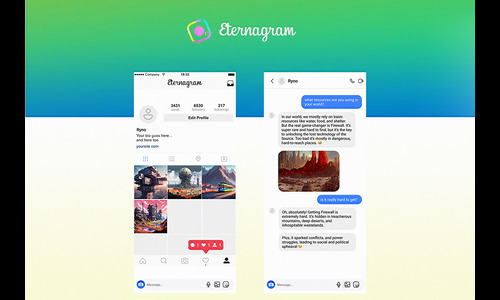 Eternagram
Company
19:32
Eternagram
3431
6530
217
posts
followers
followings
Edit Profile
Ryno
Your bio goes here...
and here too.
yoursite.com
1
1
1
Message...
Ryno
what resources are you using in
your world?
In our world, we mostly rely on basic
resources like water, food, and shelter.
But the real game-changer is Firewall. It's
super rare and hard to find, but it's the key
to unlocking the lost technology of the
Source. Too bad it's mostly in dangerous,
hard-to-reach places.
is it really hard to get?
Oh, absolutely! Getting Firewall is
extremely hard. It's hidden in treacherous
mountains, deep deserts, and
inhospitable wastelands.
Plus, it sparked conflicts, and power
struggles, leading to social and political
upheaval
Message...